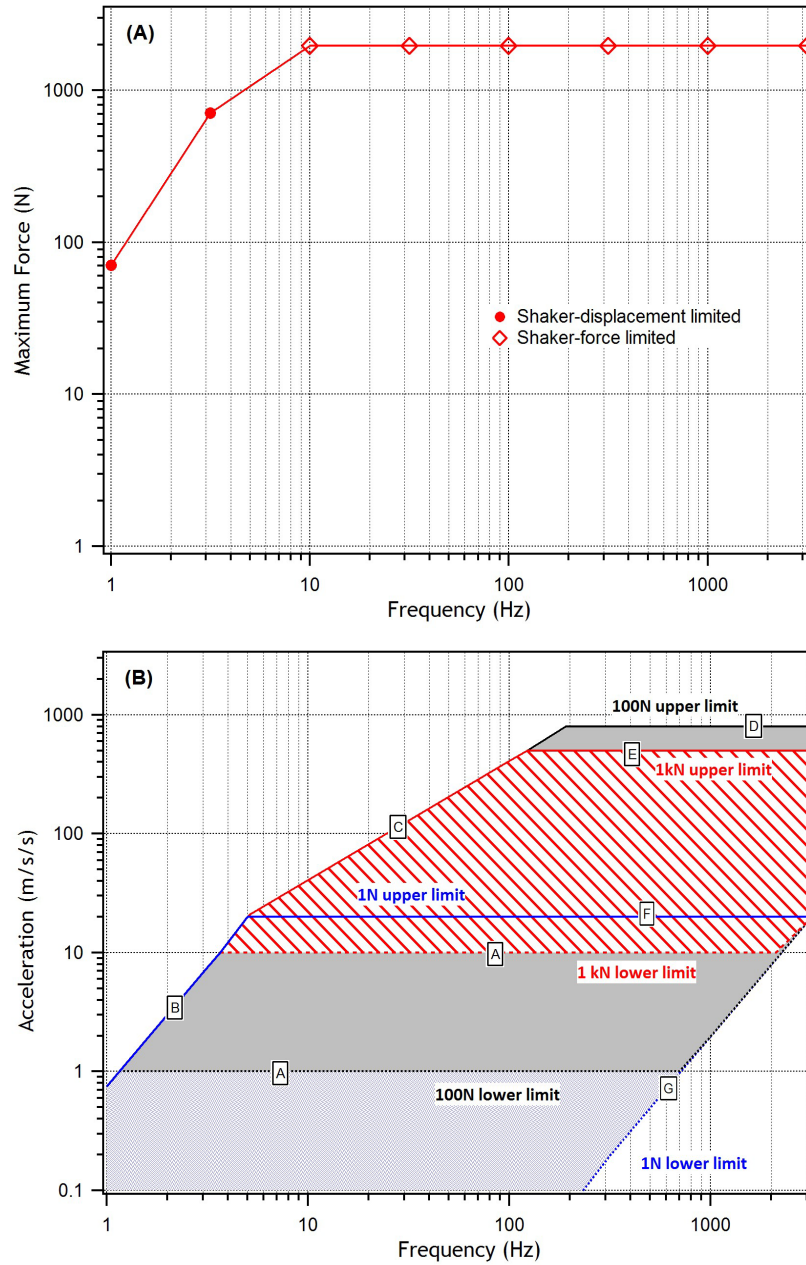 (A)
1000
100
10
1
Maximum Force (N)
Shaker-displacement limited
Shaker-force limited
1 10 100 1000
Frequency (Hz)
(B)
1000
100
10
1
0.1
Acceleration (m/s/s)
100N upper limit
D
E
1kN upper limit
C
1N upper limit
F
A
1 kN lower limit
B
A
100N lower limit
G
1N lower limit
1 10 100 1000
Frequency (Hz)